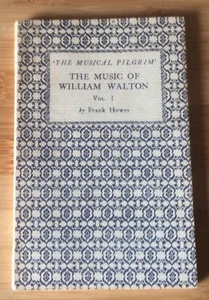 'THE MUSICAL PILGRIM'
THE MUSIC OF
WILLIAM WALTON
VOL. I
by Frank Howes